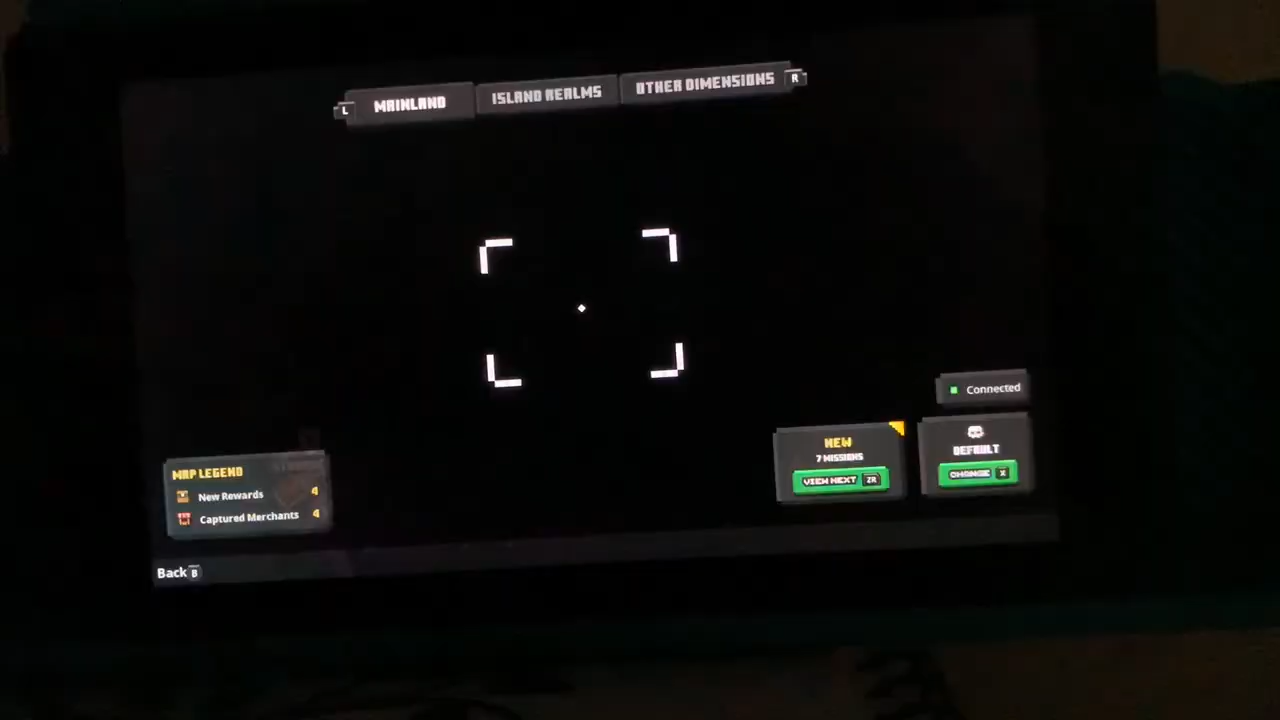 L MAINLAND ISLAND REALMS OTHER DIMENSIONS R
Connected
NEW
7 MISSIONS
VIEW NEXT ZR
DEFAULT
CHANGE X
MAP LEGEND
New Rewards 4
Captured Merchants 4
Back B